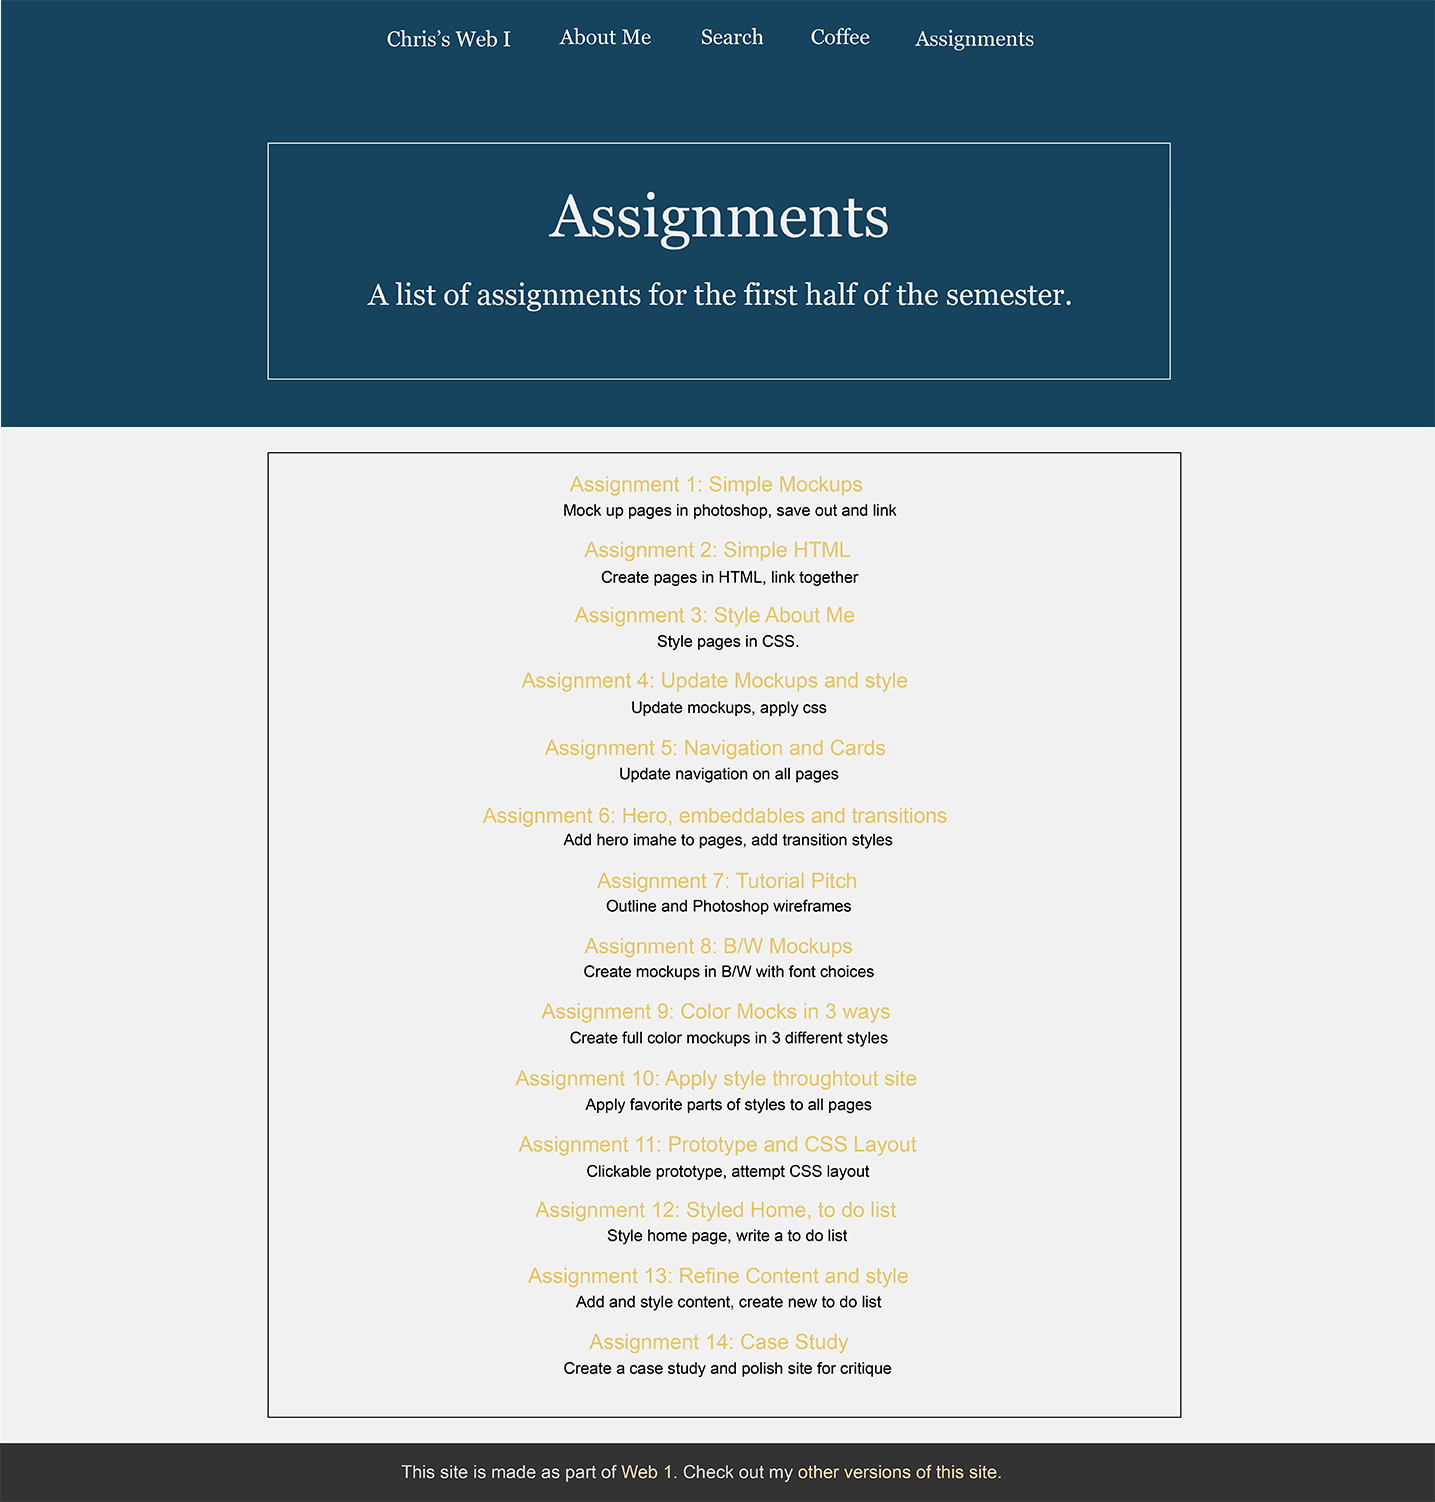 Chris’s Web I About Me Search Coffee Assignments
Assignments
A list of assignments for the first half of the semester.
Assignment 1: Simple Mockups
Mock up pages in photoshop, save out and link
Assignment 2: Simple HTML
Create pages in HTML, link together
Assignment 3: Style About Me
Style pages in CSS.
Assignment 4: Update Mockups and style
Update mockups, apply css
Assignment 5: Navigation and Cards
Update navigation on all pages
Assignment 6: Hero, embeddables and transitions
Add hero imahe to pages, add transition styles
Assignment 7: Tutorial Pitch
Outline and Photoshop wireframes
Assignment 8: B/W Mockups
Create mockups in B/W with font choices
Assignment 9: Color Mocks in 3 ways
Create full color mockups in 3 different styles
Assignment 10: Apply style throughtout site
Apply favorite parts of styles to all pages
Assignment 11: Prototype and CSS Layout
Clickable prototype, attempt CSS layout
Assignment 12: Styled Home, to do list
Style home page, write a to do list
Assignment 13: Refine Content and style
Add and style content, create new to do list
Assignment 14: Case Study
Create a case study and polish site for critique
This site is made as part of Web 1. Check out my other versions of this site.